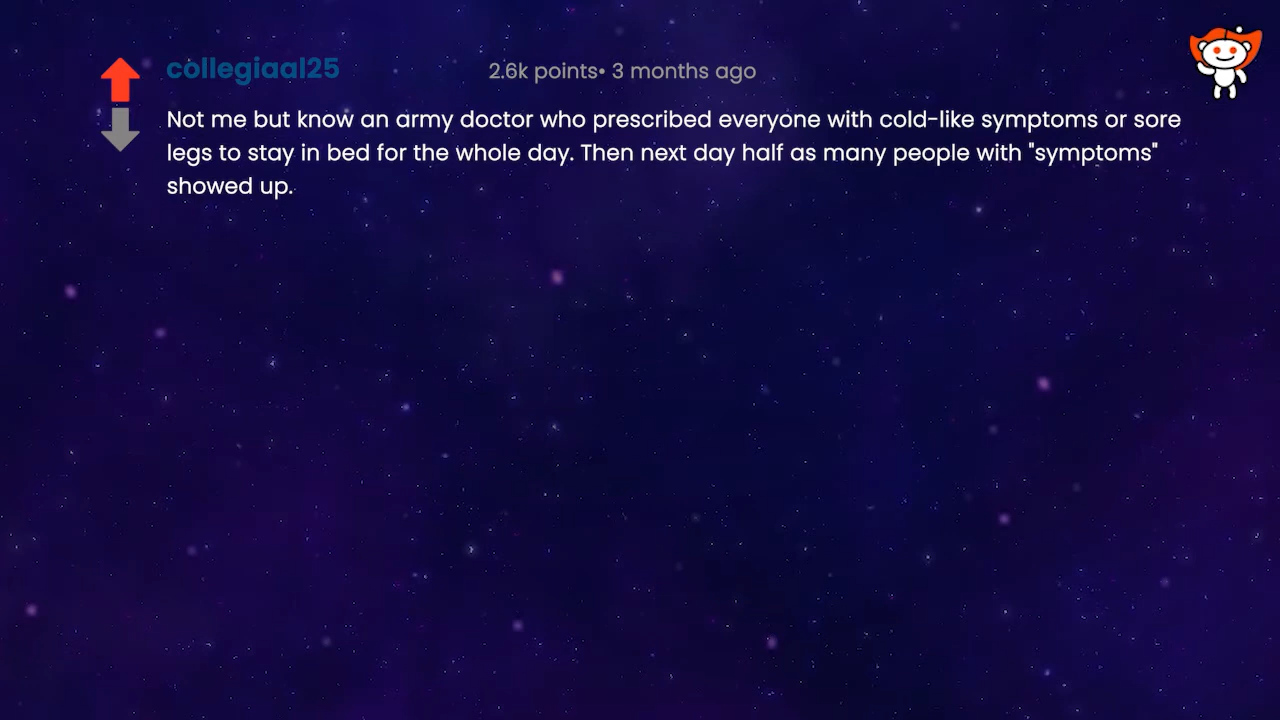 collegiaal25 2.6k points• 3 months ago
Not me but know an army doctor who prescribed everyone with cold-like symptoms or sore
legs to stay in bed for the whole day. Then next day half as many people with "symptoms"
showed up.